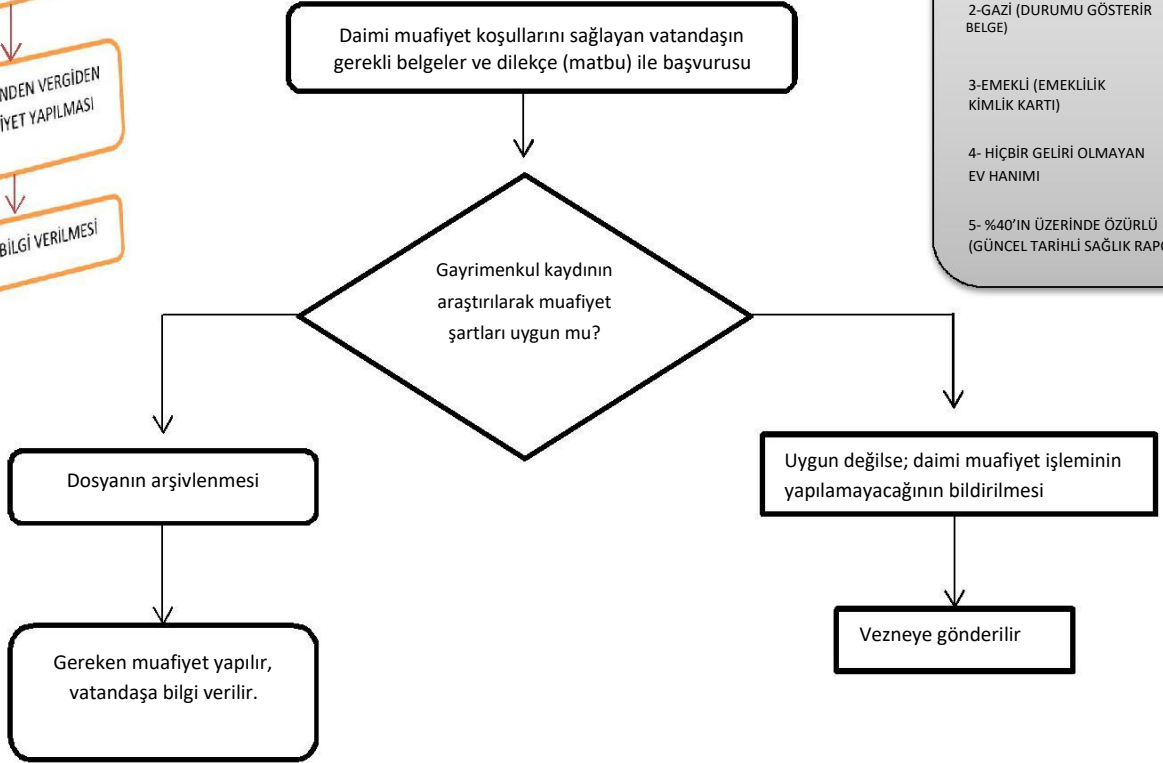 NDEN VERGİDEN
İYET YAPILMASI
BİLGİ VERİLMESİ
Daimi muafiyet koşullarını sağlayan vatandaşın
gerekli belgeler ve dilekçe (matbu) ile başvurusu
2-GAZİ (DURUMU GÖSTERİR
BELGE)
3-EMEKLİ (EMEKLİLİK
KİMLİK KARTI)
4- HİÇBİR GELİRİ OLMAYAN
EV HANIMI
5- %40’IN ÜZERİNDE ÖZÜRLÜ
(GÜNCEL TARİHLİ SAĞLIK RAPO
Gayrimenkul kaydının
araştırılarak muafiyet
şartları uygun mu?
Dosyanın arşivlenmesi
Gereken muafiyet yapılır,
vatandaşa bilgi verilir.
Uygun değilse; daimi muafiyet işleminin
yapılamayacağının bildirilmesi
Vezneye gönderilir